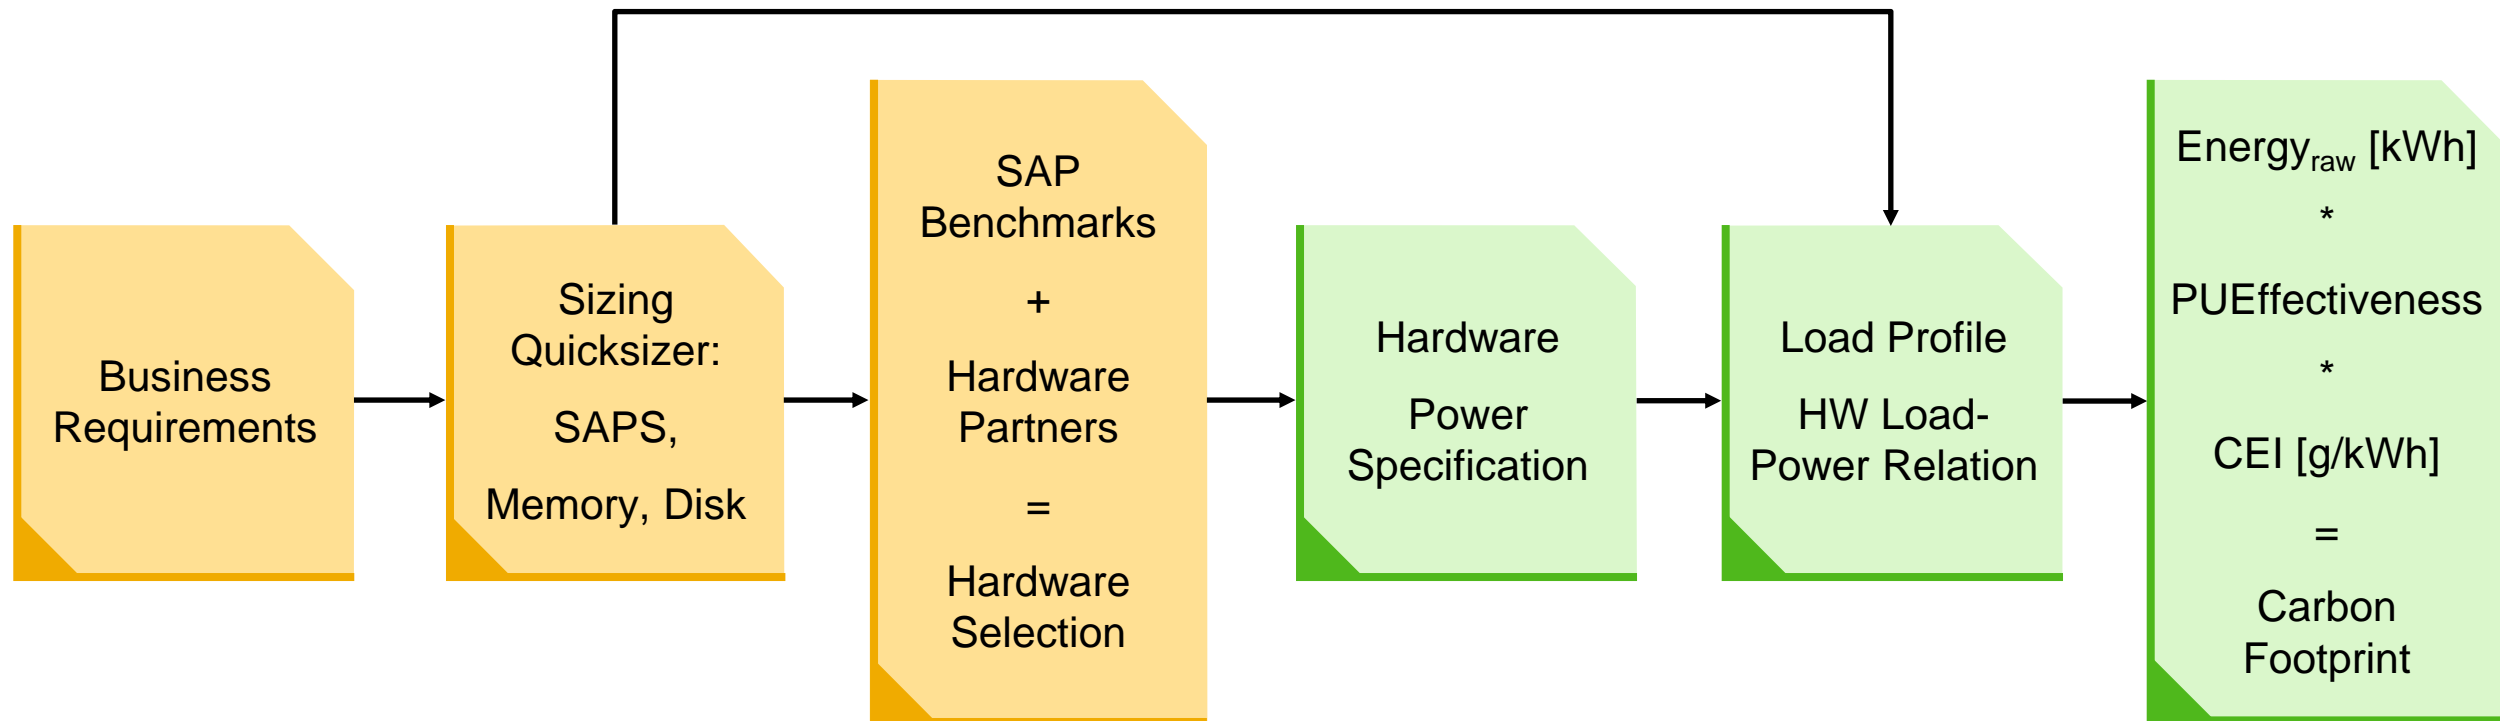 Business
Requirements
Sizing
Quicksizer:
SAPS,
Memory, Disk
SAP
Benchmarks
+
Hardware
Partners
=
Hardware
Selection
Hardware
Power
Specification
Load Profile
HW Load-
Power Relation
Energyraw [kWh]
*
PUEffectiveness
*
CEI [g/kWh]
=
Carbon
Footprint